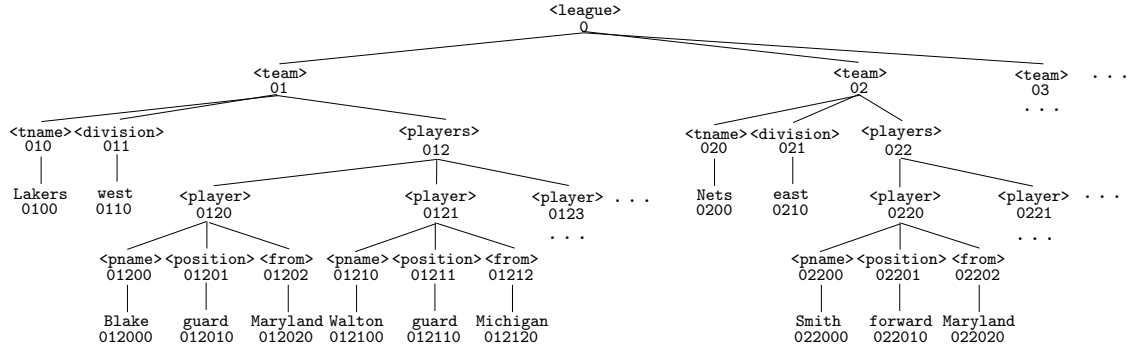 <league>
0
<team> <team> <team> . . .
01 02 03
. . .
<tname> <division> <players> <tname> <division> <players>
010 011 012 020 021 022
Lakers west <player> <player> <player> . . . Nets east <player> <player> . . .
0100 0110 0120 0121 0123 0200 0210 0220 0221
. . . . . .
<pname> <position> <from> <pname> <position> <from> <pname> <position> <from>
01200 01201 01202 01210 01211 01212 02200 02201 02202
Blake guard Maryland Walton guard Michigan Smith forward Maryland
012000 012010 012020 012100 012110 012120 022000 022010 022020